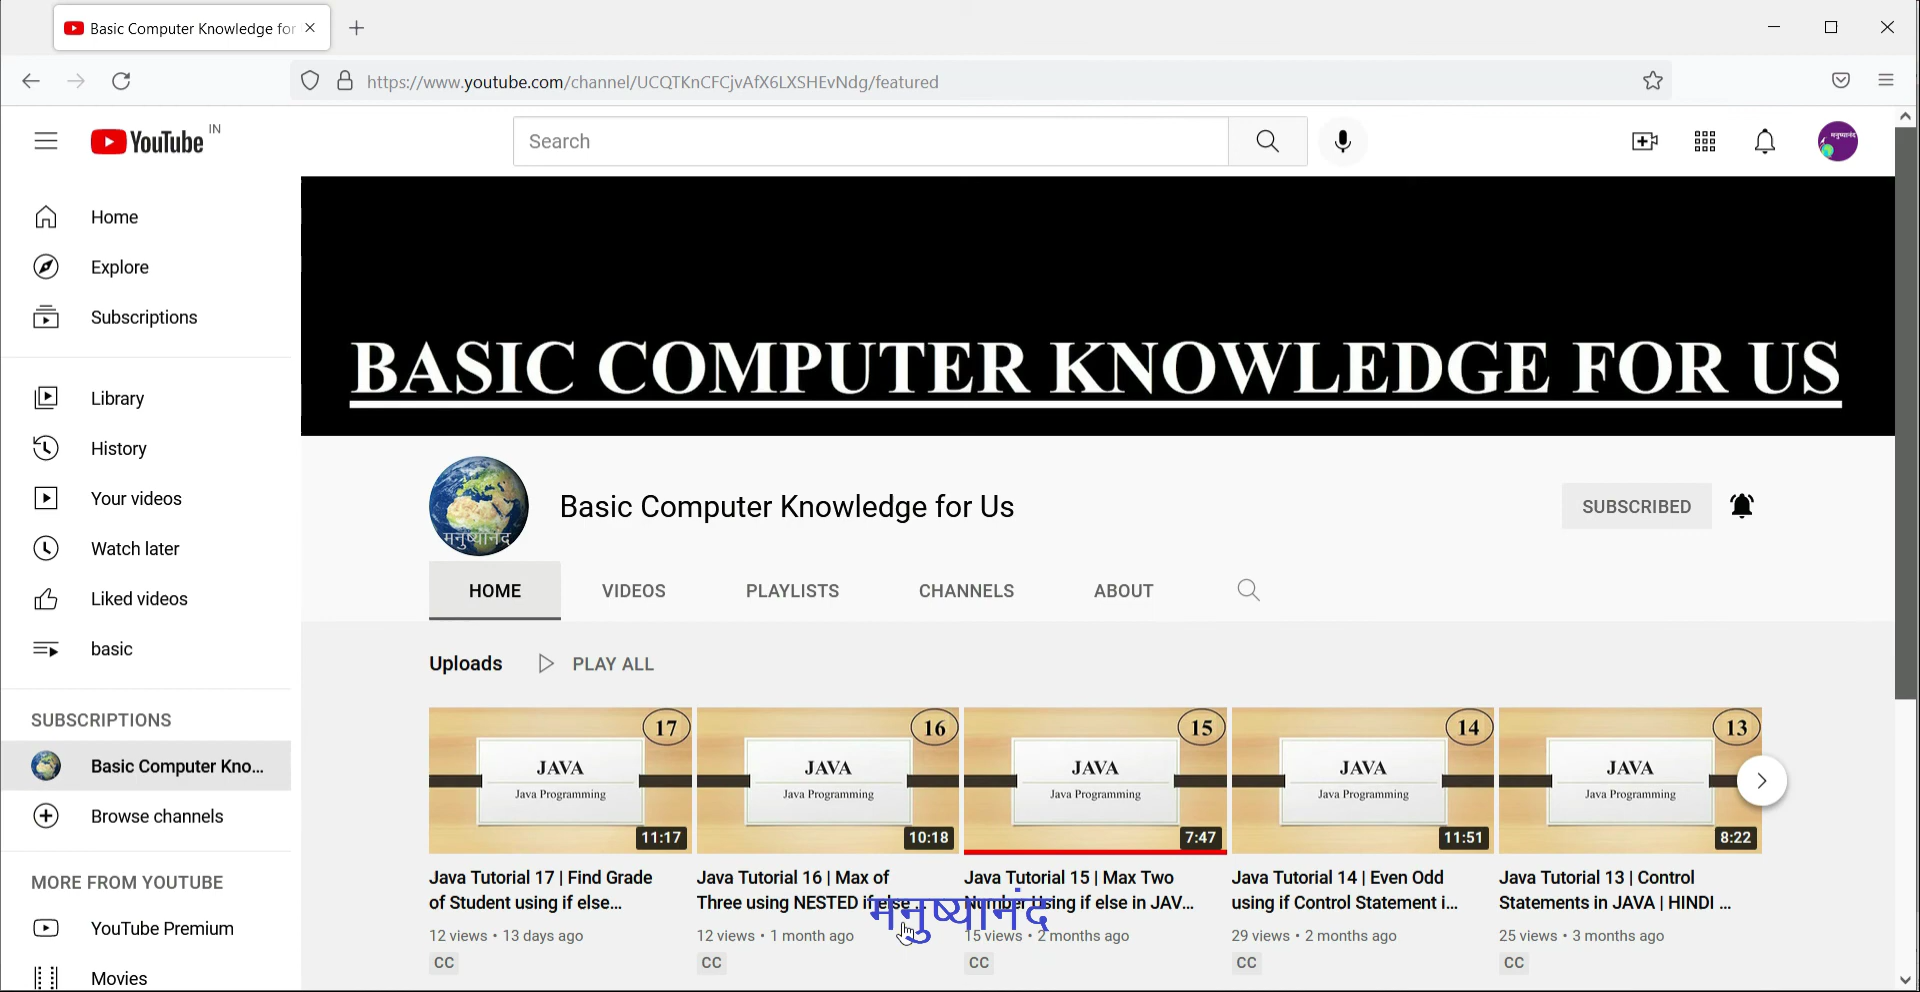 Basic Computer Knowledge for
https://www.youtube.com/channel/UCQTKnCFCjvAfX6LXSHEvNdg/featured
YouTube IN
Search
मनुष्यानंद
Home
Explore
Subscriptions
Library
History
Your videos
Watch later
Liked videos
basic
SUBSCRIPTIONS
Basic Computer Kno...
Browse channels
MORE FROM YOUTUBE
YouTube Premium
Movies
BASIC COMPUTER KNOWLEDGE FOR US
मनुष्यानंद
Basic Computer Knowledge for Us
SUBSCRIBED
HOME VIDEOS PLAYLISTS CHANNELS ABOUT
Uploads PLAY ALL
17
JAVA
Java Programming
11:17
Java Tutorial 17 | Find Grade
of Student using if else...
12 views • 13 days ago
CC
16
JAVA
Java Programming
10:18
Java Tutorial 16 | Max of
Three using NESTED if else ...
12 views • 1 month ago
CC
15
JAVA
Java Programming
7:47
Java Tutorial 15 | Max Two
Number Using if else in JAV...
15 views • 2 months ago
CC
14
JAVA
Java Programming
11:51
Java Tutorial 14 | Even Odd
using if Control Statement i...
29 views • 2 months ago
CC
13
JAVA
Java Programming
8:22
Java Tutorial 13 | Control
Statements in JAVA | HINDI ...
25 views • 3 months ago
CC
मनुष्यानंद